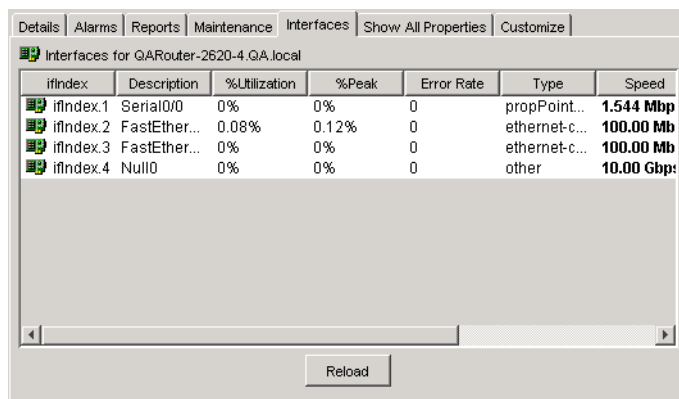 Details Alarms Reports Maintenance Interfaces Show All Properties Customize
Interfaces for QARouter-2620-4.QA.local
ifIndex Description %Utilization %Peak Error Rate Type Speed
ifIndex.1 Serial0/0 0% 0% 0 propPoint... 1.544 Mbp
ifIndex.2 FastEther... 0.08% 0.12% 0 ethernet-c... 100.00 Mb
ifIndex.3 FastEther... 0% 0% 0 ethernet-c... 100.00 Mb
ifIndex.4 Null0 0% 0% 0 other 10.00 Gbps
Reload